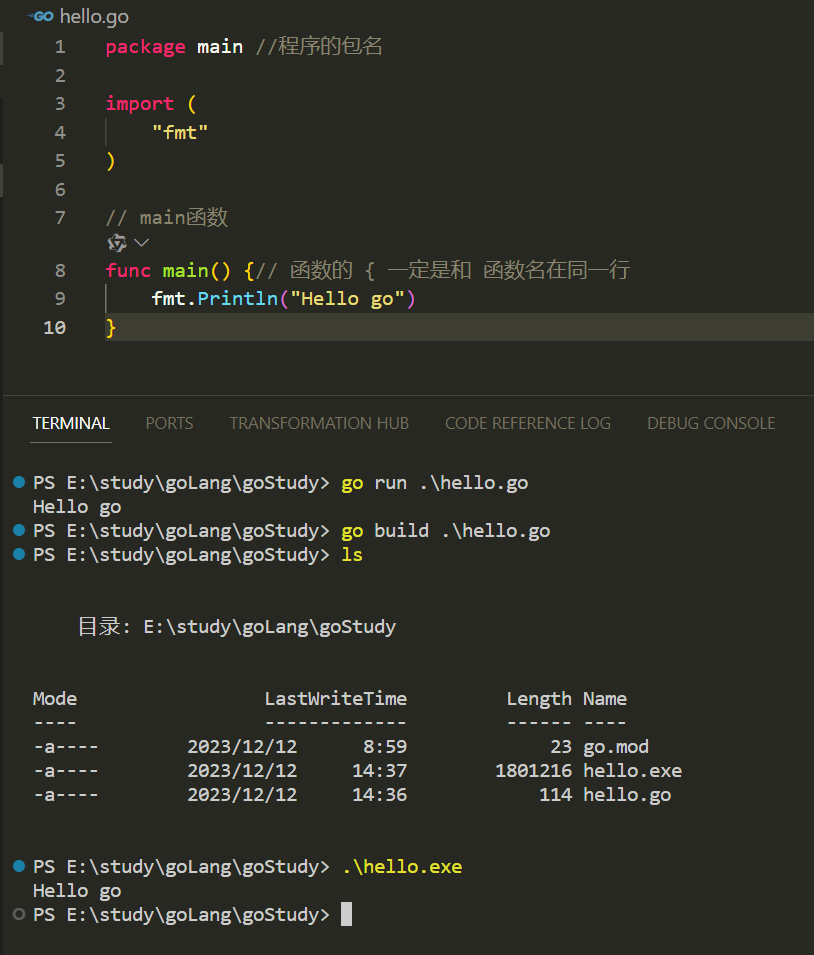 GO hello.go
1 package main //程序的包名
2
3 import (
4     "fmt"
5 )
6
7 // main函数
8 func main() {// 函数的 { 一定是和 函数名在同一行
9     fmt.Println("Hello go")
10 }
TERMINAL PORTS TRANSFORMATION HUB CODE REFERENCE LOG DEBUG CONSOLE
PS E:\study\goLang\goStudy> go run .\hello.go
Hello go
PS E:\study\goLang\goStudy> go build .\hello.go
PS E:\study\goLang\goStudy> ls
目录: E:\study\goLang\goStudy
Mode LastWriteTime Length Name
---- ------------- ------ ----
-a---- 2023/12/12 8:59 23 go.mod
-a---- 2023/12/12 14:37 1801216 hello.exe
-a---- 2023/12/12 14:36 114 hello.go
PS E:\study\goLang\goStudy> .\hello.exe
Hello go
PS E:\study\goLang\goStudy>